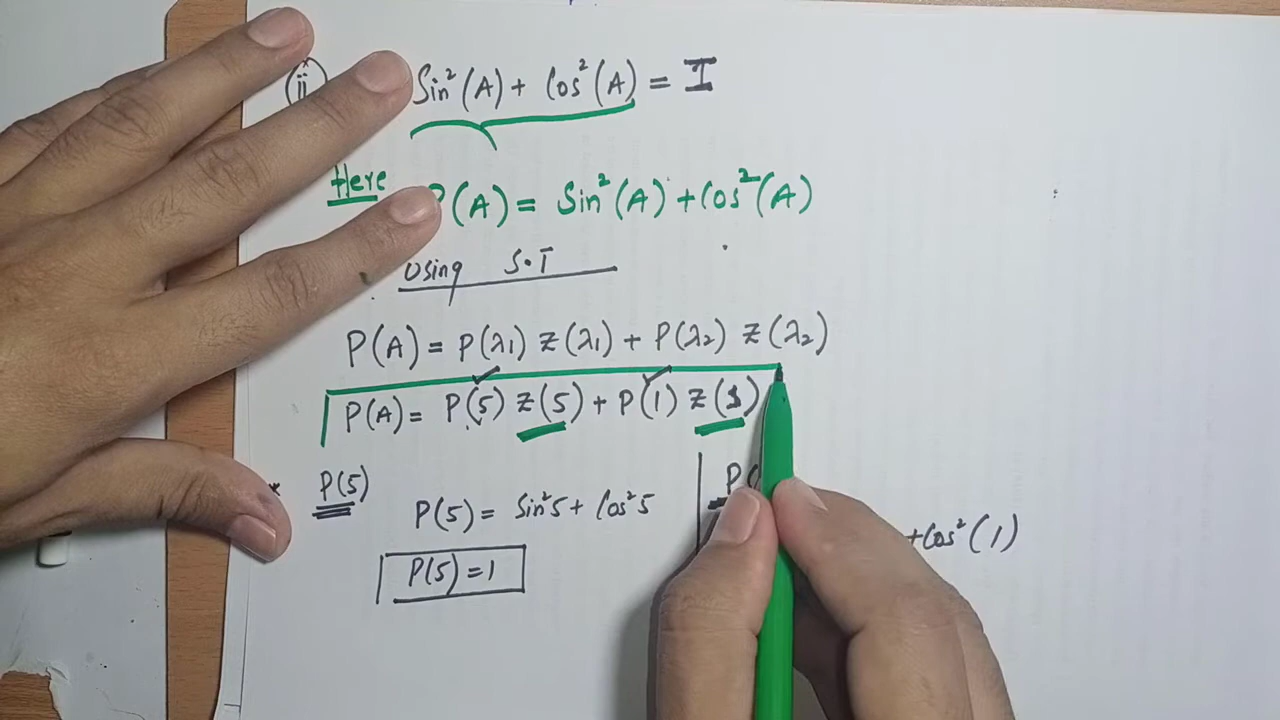 (ii) Sin²(A) + Cos²(A) = I
Here P(A) = Sin²(A) + Cos²(A)
Using S.T
P(A) = P(λ₁) Z(λ₁) + P(λ₂) Z(λ₂)
P(A) = P(5) Z(5) + P(1) Z(1)
P(5)
P(5) = Sin²5 + Cos²5
+ Cos²(1)
P(5) = 1